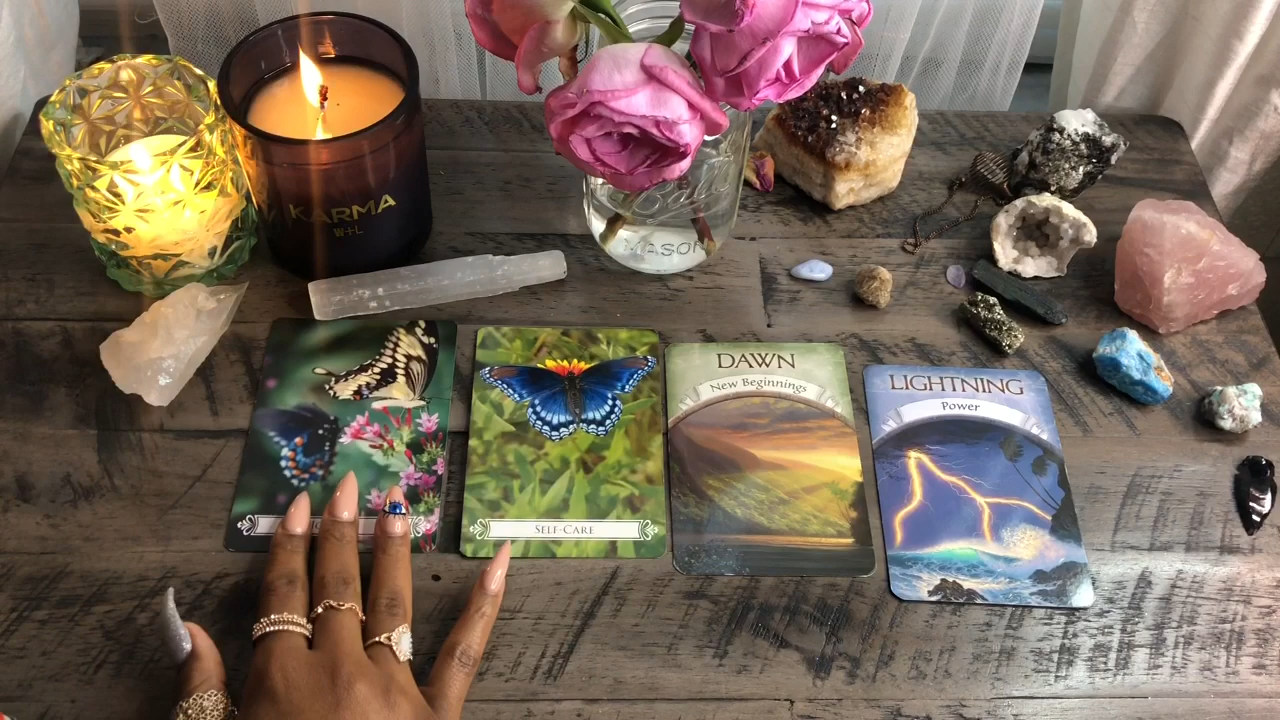 KARMA
W+L
MASON
SELF-CARE
DAWN
New Beginnings
LIGHTNING
Power